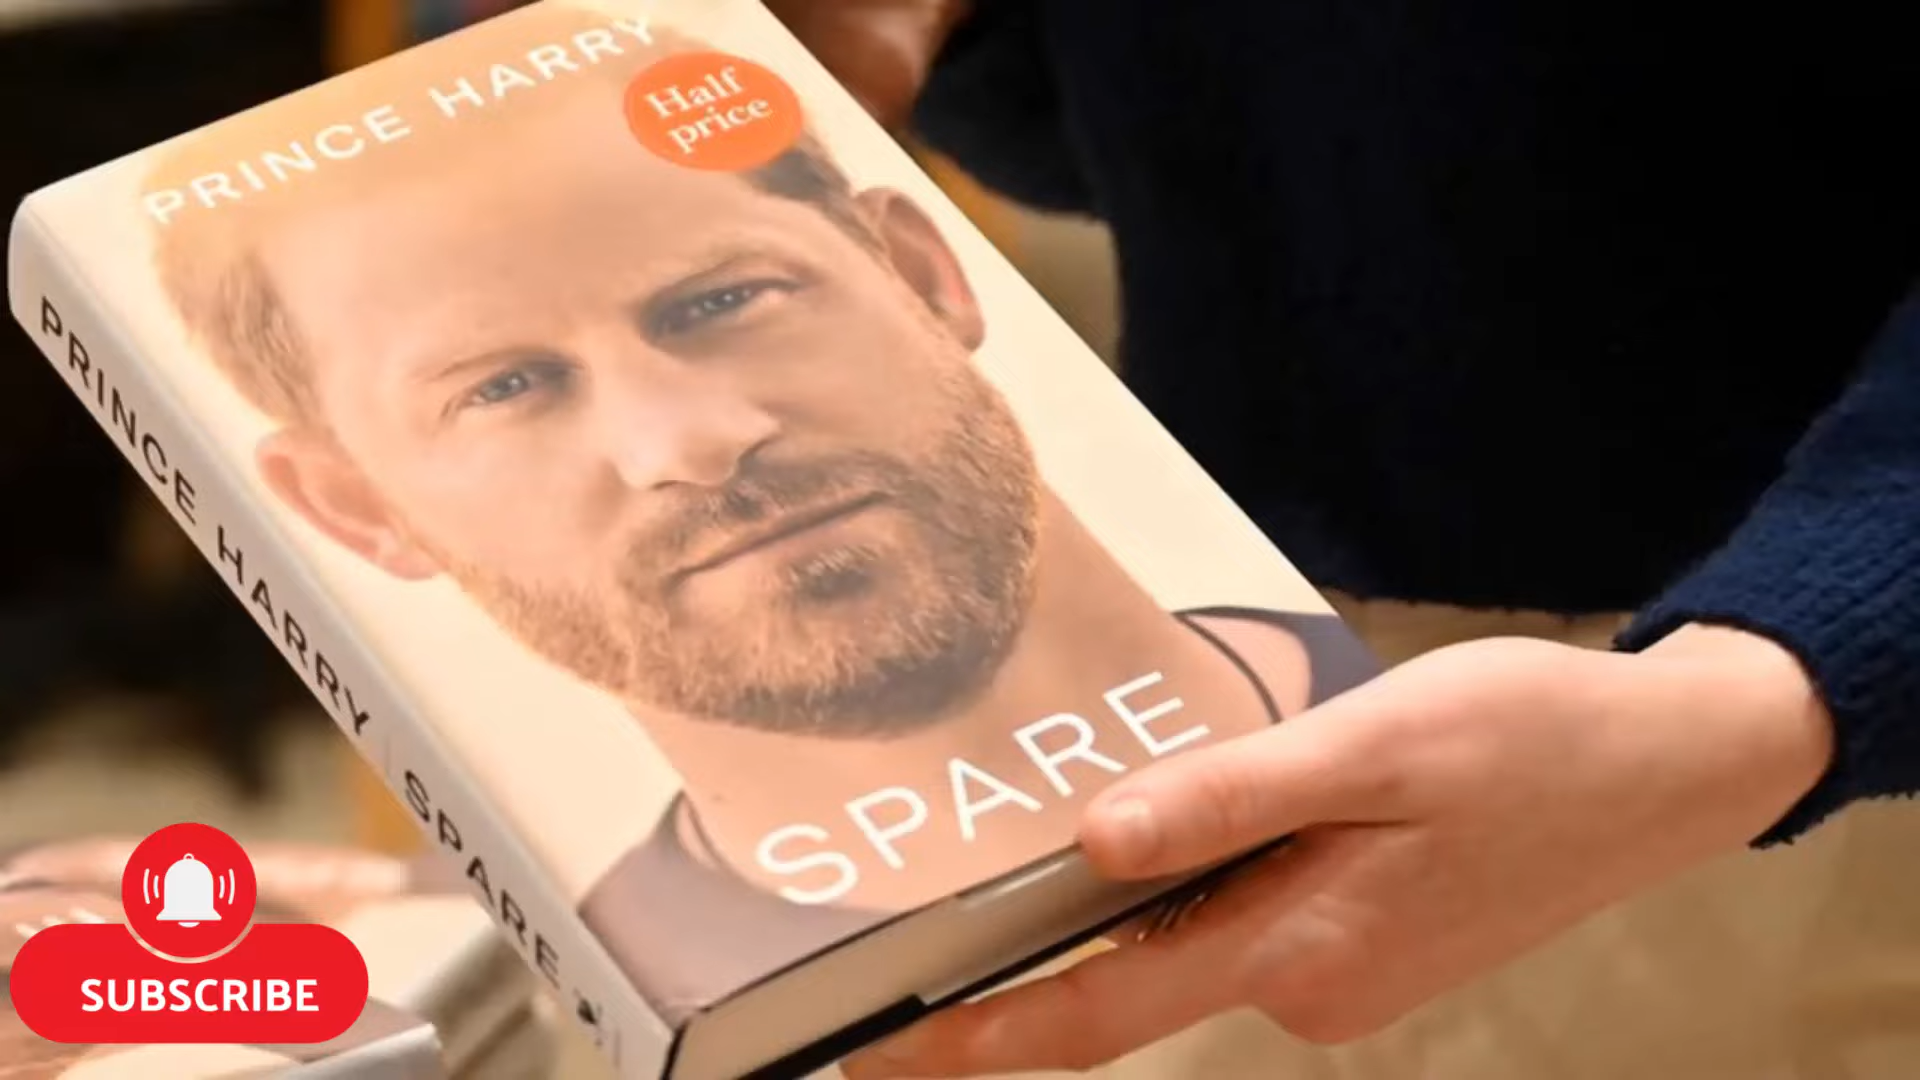 PRINCE HARRY
Half
price
SPARE
PRINCE HARRY | SPARE
SUBSCRIBE